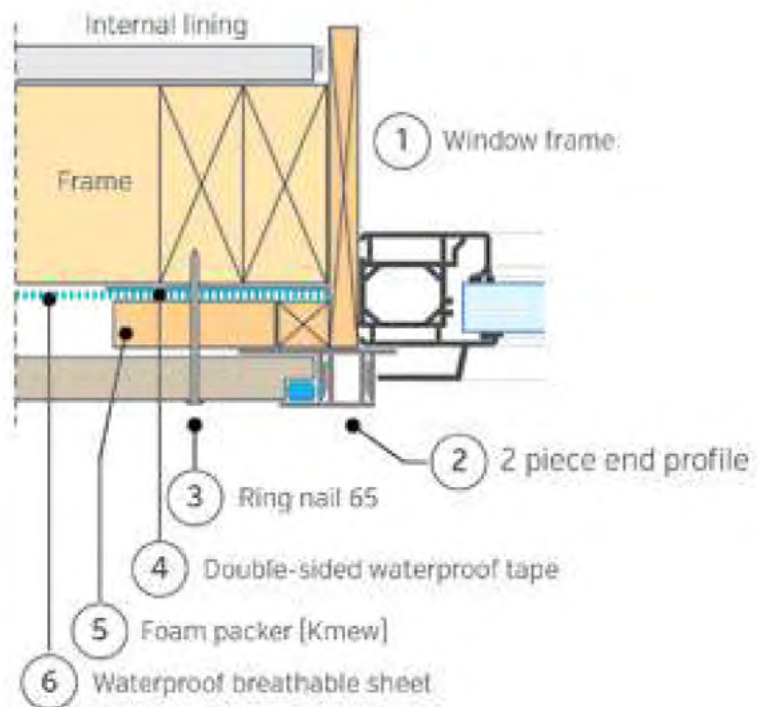 Internal lining
1 Window frame
Frame
2 2 piece end profile
3 Ring nail 65
4 Double-sided waterproof tape
5 Foam packer [Kmew]
6 Waterproof breathable sheet